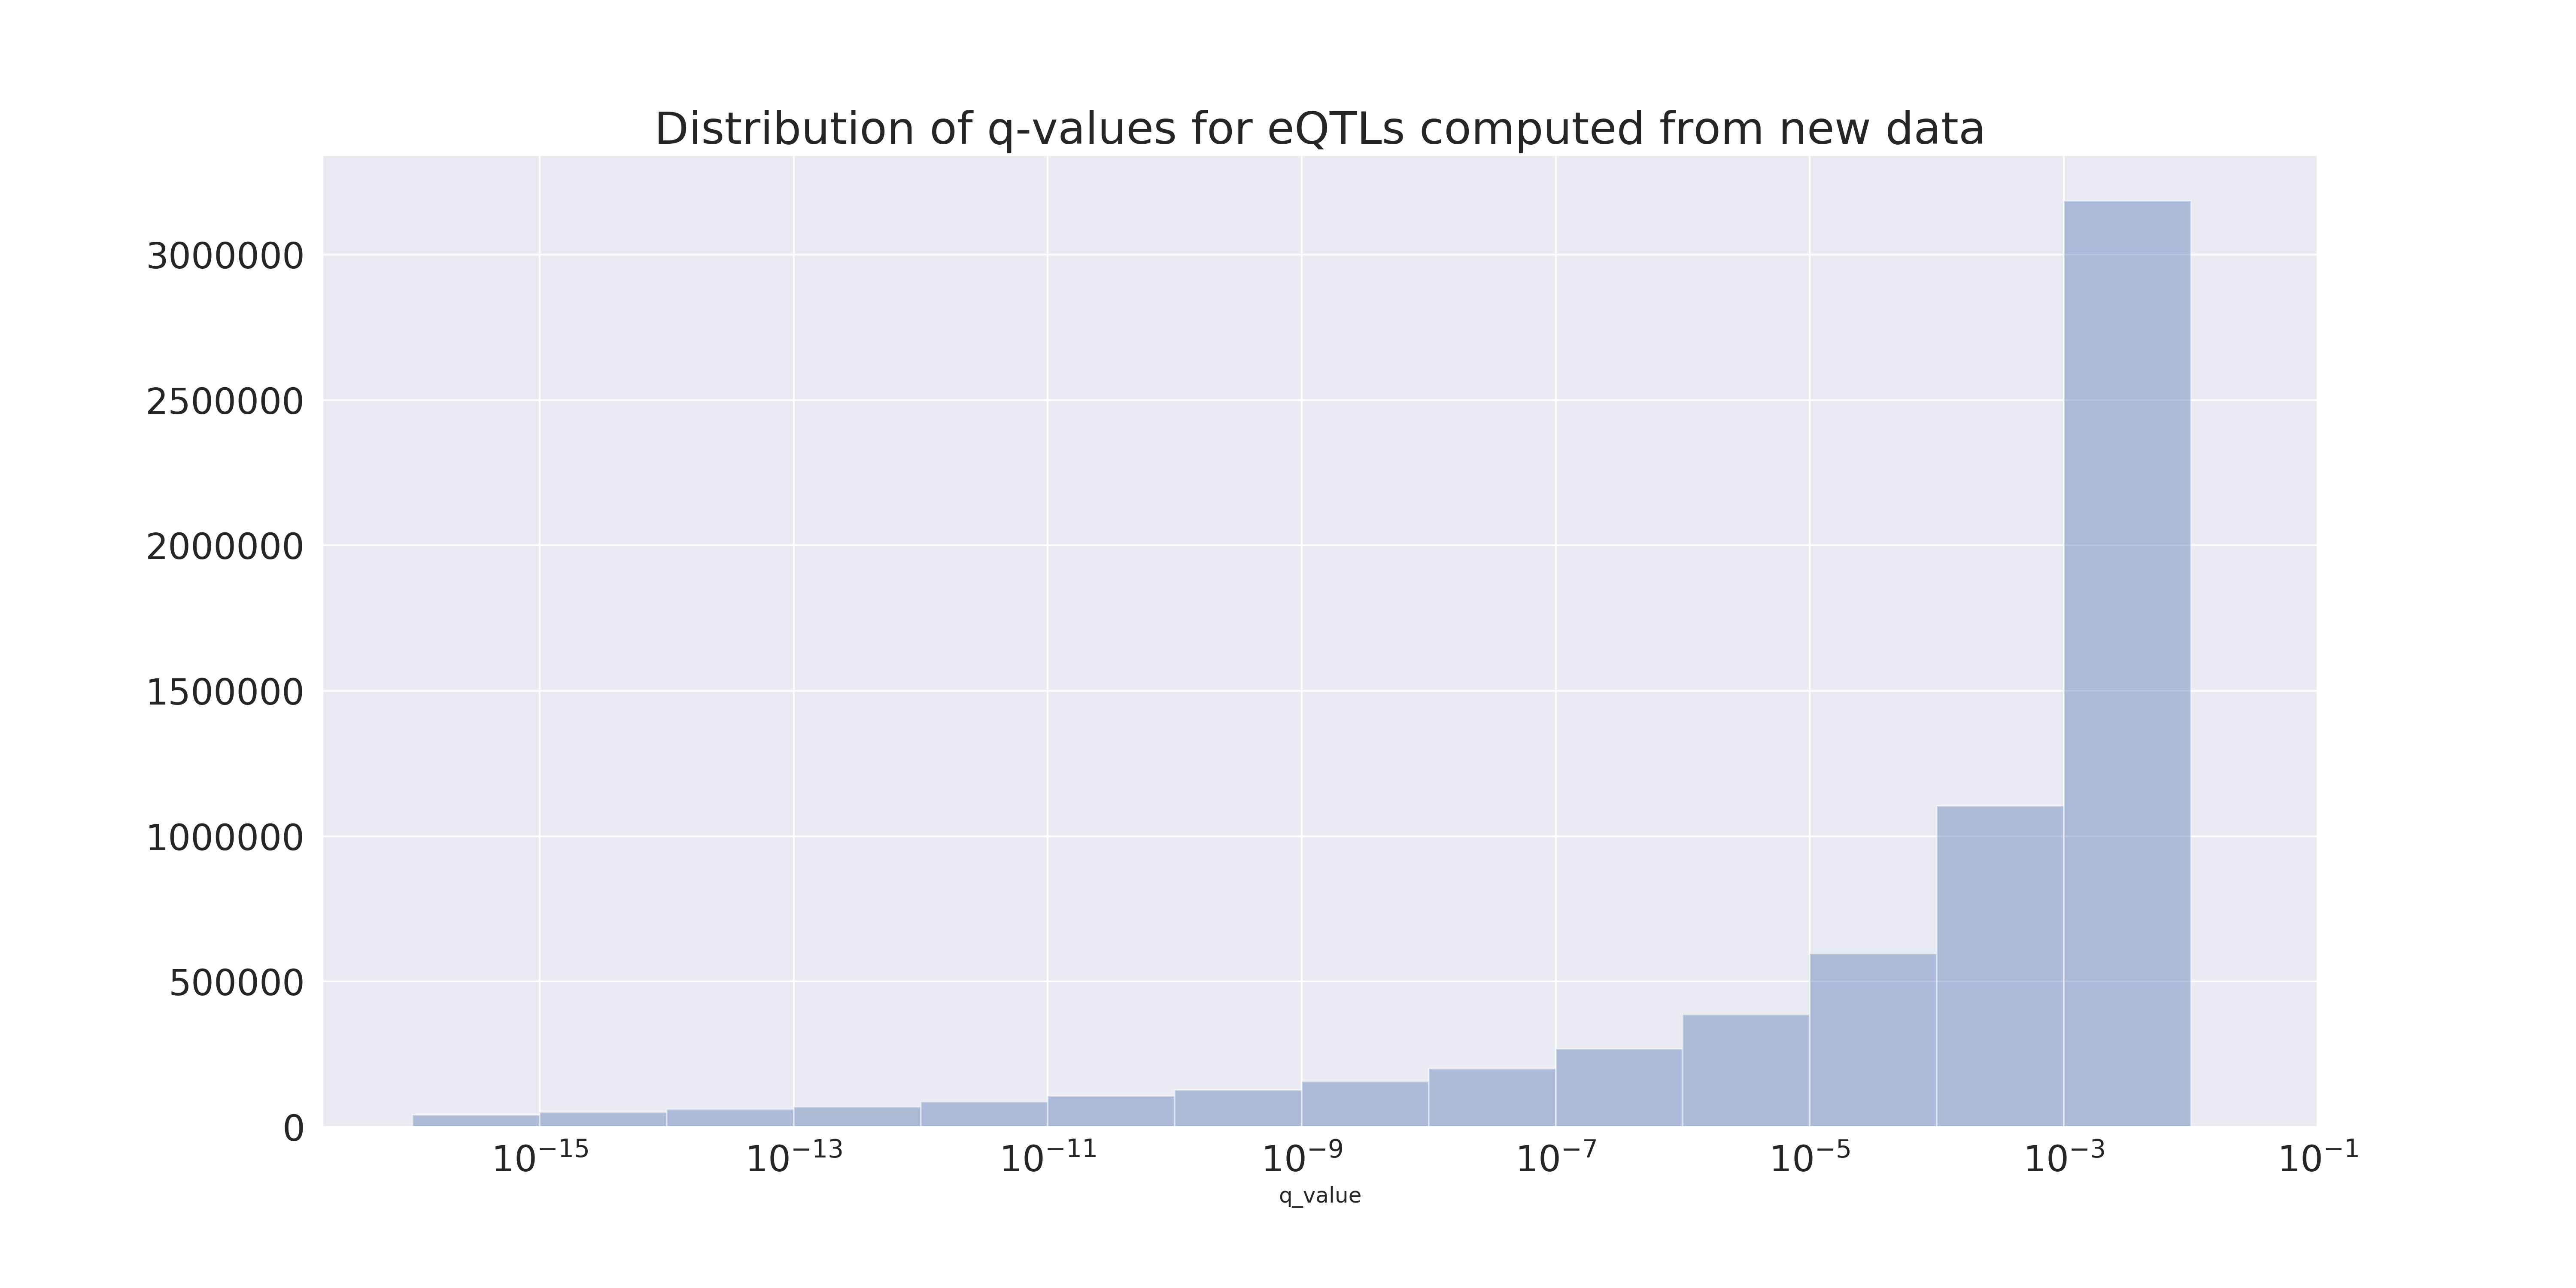 Distribution of q-values for eQTLs computed from new data
3000000
2500000
2000000
1500000
1000000
500000
0
10⁻¹⁵ 10⁻¹³ 10⁻¹¹ 10⁻⁹ 10⁻⁷ 10⁻⁵ 10⁻³ 10⁻¹
q_value